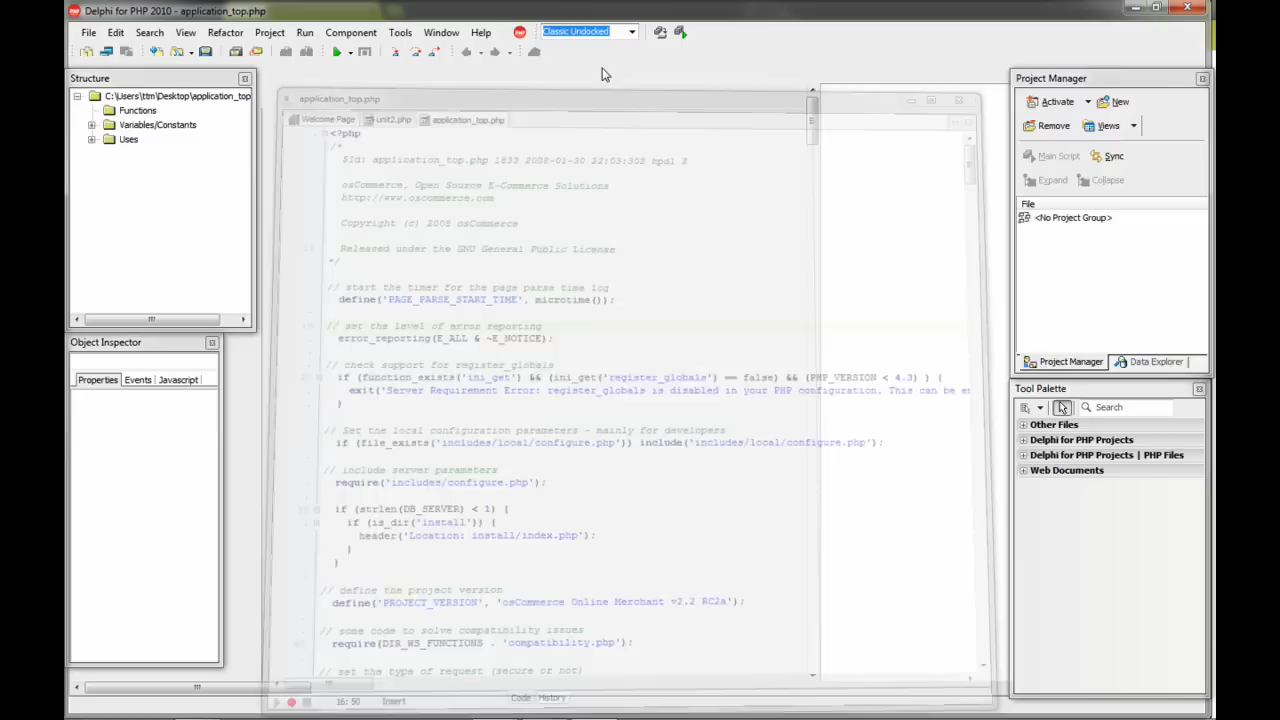 Delphi for PHP 2010 - application_top.php
File Edit Search View Refactor Project Run Component Tools Window Help
Classic Undocked
Structure
C:\Users\ttm\Desktop\application_top
Functions
Variables/Constants
Uses
Object Inspector
Properties Events Javascript
application_top.php
Welcome Page unit2.php application_top.php
<?php
/*
$Id: application_top.php 1833 2008-01-30 22:03:30Z hpdl $
osCommerce, Open Source E-Commerce Solutions
http://www.oscommerce.com
Copyright (c) 2008 osCommerce
Released under the GNU General Public License
*/
// start the timer for the page parse time log
define('PAGE_PARSE_START_TIME', microtime());
// set the level of error reporting
error_reporting(E_ALL & ~E_NOTICE);
// check support for register_globals
if (function_exists('ini_get') && (ini_get('register_globals') == false) && (PHP_VERSION < 4.3) ) {
exit('Server Requirement Error: register_globals is disabled in your PHP configuration. This can be e
}
// Set the local configuration parameters - mainly for developers
if (file_exists('includes/local/configure.php')) include('includes/local/configure.php');
// include server parameters
require('includes/configure.php');
if (strlen(DB_SERVER) < 1) {
if (is_dir('install')) {
header('Location: install/index.php');
}
}
// define the project version
define('PROJECT_VERSION', 'osCommerce Online Merchant v2.2 RC2a');
// some code to solve compatibility issues
require(DIR_WS_FUNCTIONS . 'compatibility.php');
// set the type of request (secure or not)
16: 50 Insert Code History
Project Manager
Activate New
Remove Views
Main Script Sync
Expand Collapse
File
<No Project Group>
Project Manager Data Explorer
Tool Palette
Search
Other Files
Delphi for PHP Projects
Delphi for PHP Projects | PHP Files
Web Documents